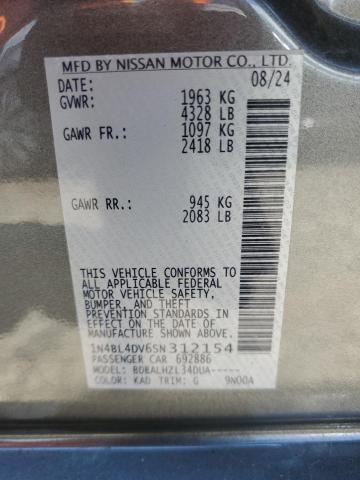 MFD BY NISSAN MOTOR CO., LTD.
DATE: 08/24
GVWR: 1963 KG
4328 LB
GAWR FR.: 1097 KG
2418 LB
GAWR RR.: 945 KG
2083 LB
THIS VEHICLE CONFORMS TO
ALL APPLICABLE FEDERAL
MOTOR VEHICLE SAFETY,
BUMPER, AND THEFT
PREVENTION STANDARDS IN
EFFECT ON THE DATE OF
MANUFACTURE SHOWN ABOVE.
1N4BL4DV6SN312154
PASSENGER CAR 692886
MODEL: BDBALHZL34DUA-----
COLOR: KAD TRIM: G 9N00A